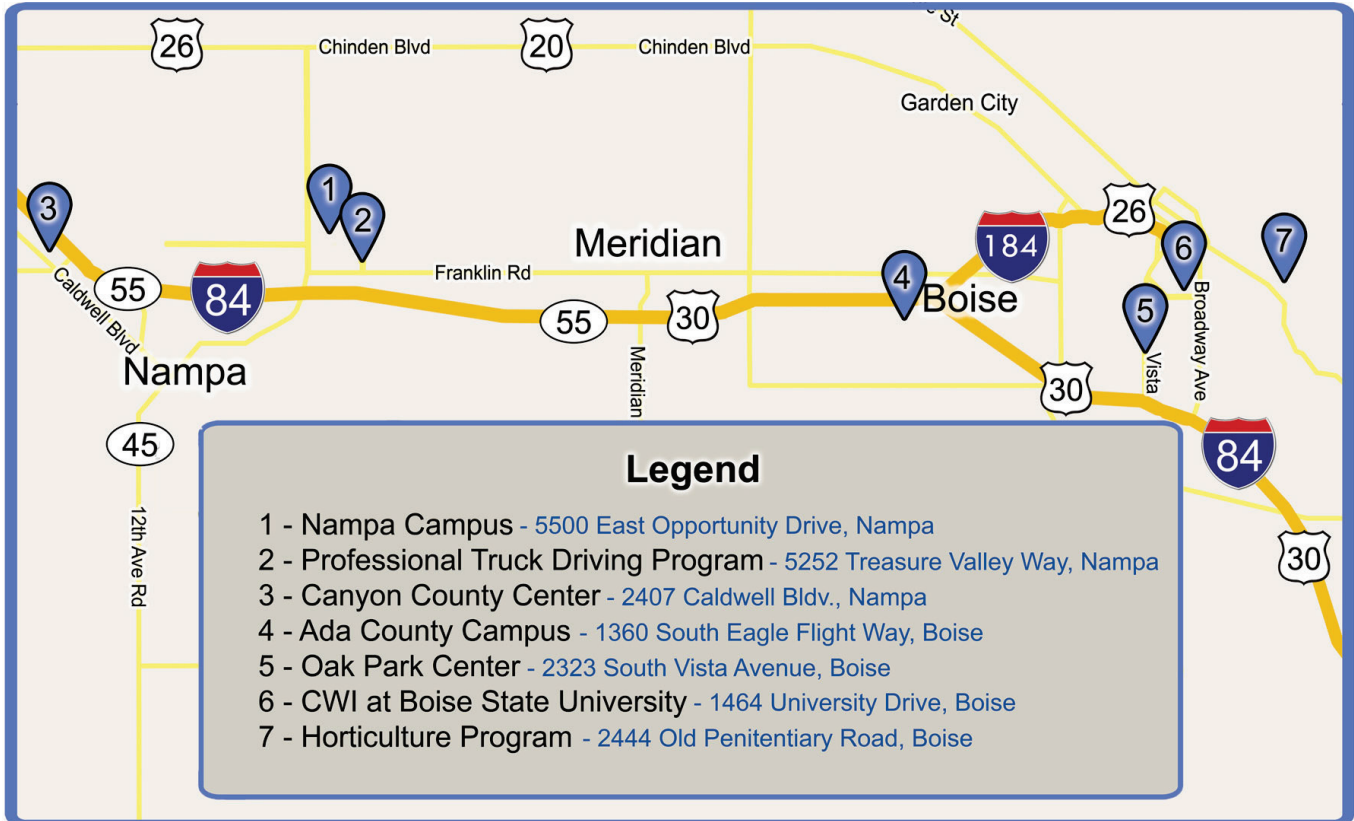 e St
26
Chinden Blvd
20
Chinden Blvd
Garden City
1
2
3
26
184
6
7
Meridian
4
Boise
Franklin Rd
55
84
Caldwell Blvd
55
30
5
Broadway Ave
Vista
Meridian
Nampa
30
45
84
12th Ave Rd
30
Legend
1 - Nampa Campus - 5500 East Opportunity Drive, Nampa
2 - Professional Truck Driving Program - 5252 Treasure Valley Way, Nampa
3 - Canyon County Center - 2407 Caldwell Bldv., Nampa
4 - Ada County Campus - 1360 South Eagle Flight Way, Boise
5 - Oak Park Center - 2323 South Vista Avenue, Boise
6 - CWI at Boise State University - 1464 University Drive, Boise
7 - Horticulture Program - 2444 Old Penitentiary Road, Boise